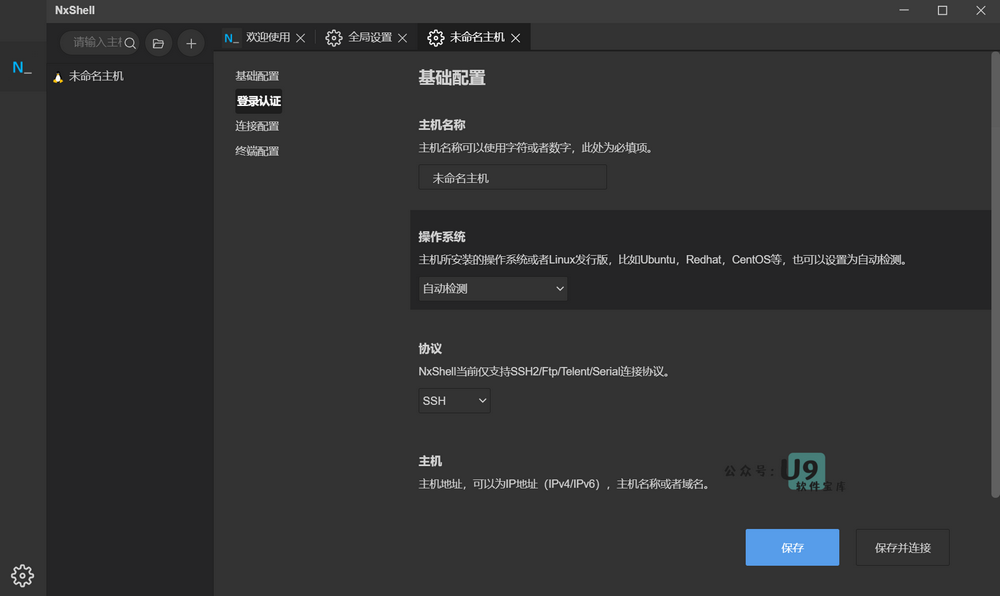 NxShell
请输入主机
N_ 欢迎使用
全局设置
未命名主机
N_
未命名主机
基础配置
登录认证
连接配置
终端配置
基础配置
主机名称
主机名称可以使用字符或者数字，此处为必填项。
未命名主机
操作系统
主机所安装的操作系统或者Linux发行版，比如Ubuntu，Redhat，CentOS等，也可以设置为自动检测。
自动检测
协议
NxShell当前仅支持SSH2/Ftp/Telent/Serial连接协议。
SSH
主机
主机地址，可以为IP地址（IPv4/IPv6），主机名称或者域名。
公众号：U9
软件宝库
保存
保存并连接